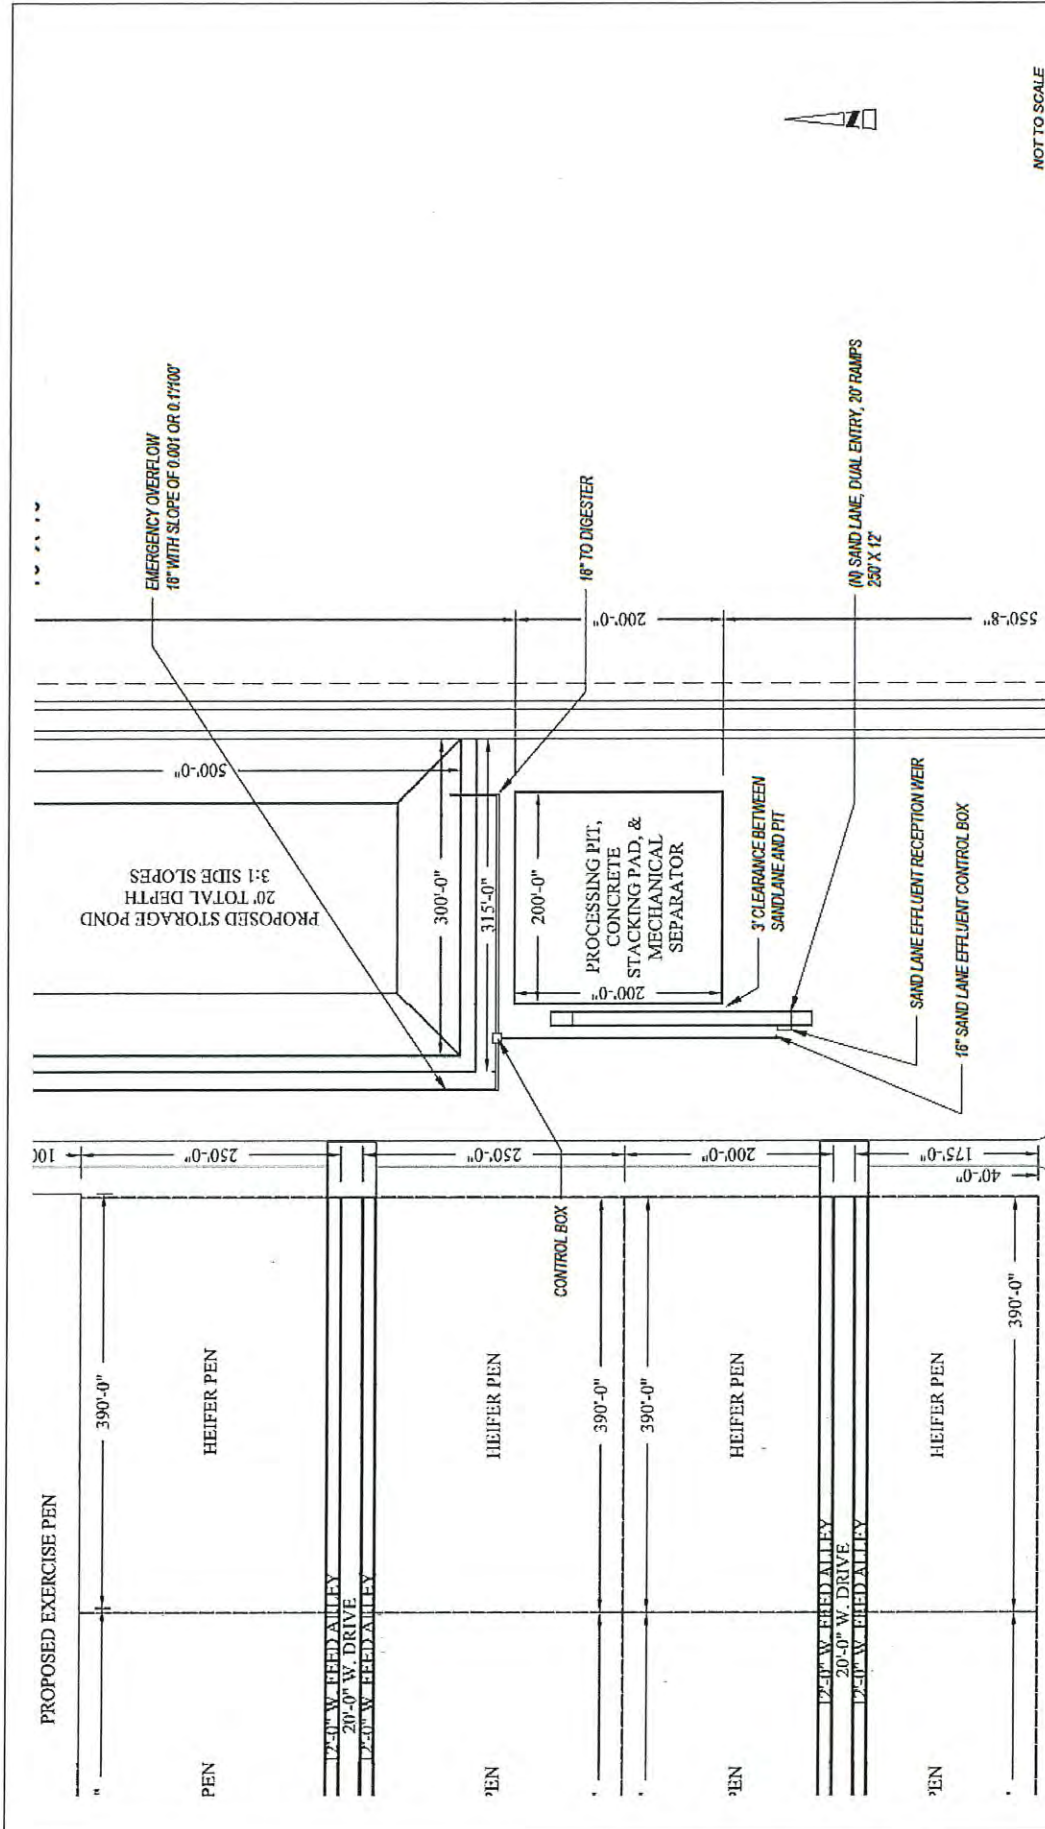 PROPOSED EXERCISE PEN
390'-0"
HEIFER PEN
PEN
12'-0" W. FEED ALLEY
20'-0" W. DRIVE
12'-0" W. FEED ALLEY
HEIFER PEN
PEN
390'-0"
390'-0"
HEIFER PEN
PEN
12'-0" W. FEED ALLEY
20'-0" W. DRIVE
12'-0" W. FEED ALLEY
HEIFER PEN
PEN
390'-0"
100
250'-0"
250'-0"
200'-0"
175'-0"
40'-0"
CONTROL BOX
PROPOSED STORAGE POND
20' TOTAL DEPTH
3:1 SIDE SLOPES
500'-0"
300'-0"
315'-0"
200'-0"
PROCESSING PIT,
CONCRETE
STACKING PAD, &
MECHANICAL
SEPARATOR
200'-0"
3' CLEARANCE BETWEEN
SANDLANE AND PIT
SAND LANE EFFLUENT RECEPTION WEIR
16" SAND LANE EFFLUENT CONTROL BOX
200'-0"
550'-8"
EMERGENCY OVERFLOW
18" WITH SLOPE OF 0.001 OR 0.1'/100'
16" TO DIGESTER
(N) SAND LANE, DUAL ENTRY, 20' RAMPS
250' X 12'
NOT TO SCALE